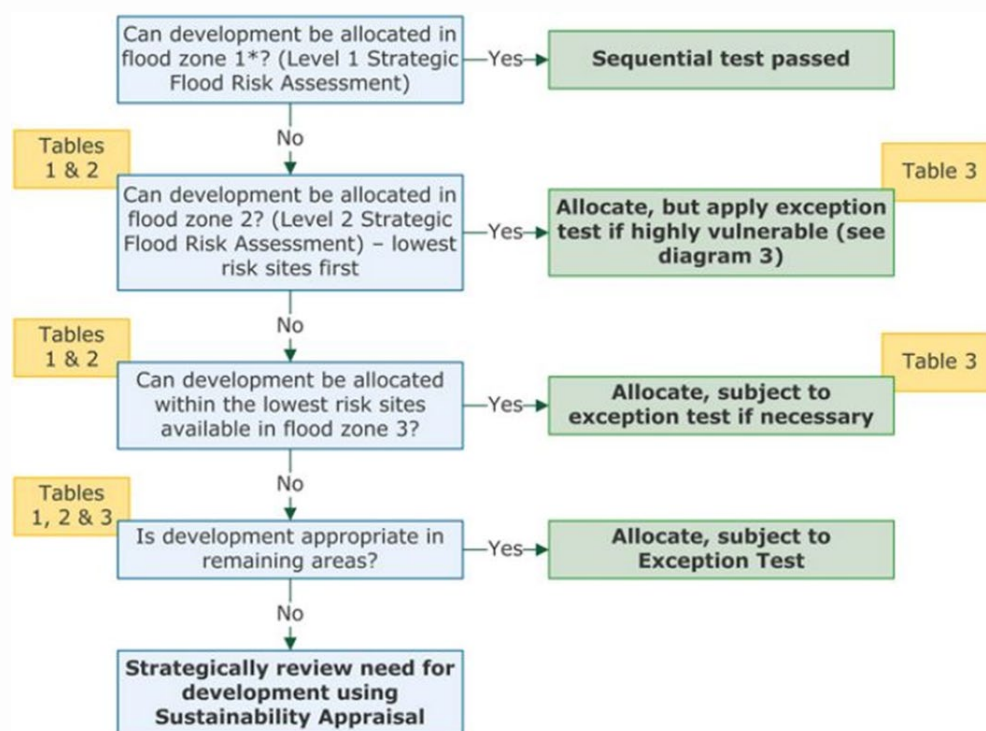 Can development be allocated in
flood zone 1*? (Level 1 Strategic
Flood Risk Assessment)
Yes
Sequential test passed
No
Tables
1 & 2
Can development be allocated in
flood zone 2? (Level 2 Strategic
Flood Risk Assessment) – lowest
risk sites first
Yes
Table 3
Allocate, but apply exception
test if highly vulnerable (see
diagram 3)
No
Tables
1 & 2
Can development be allocated
within the lowest risk sites
available in flood zone 3?
Yes
Table 3
Allocate, subject to
exception test if necessary
No
Tables
1, 2 & 3
Is development appropriate in
remaining areas?
Yes
Allocate, subject to
Exception Test
No
Strategically review need for
development using
Sustainability Appraisal